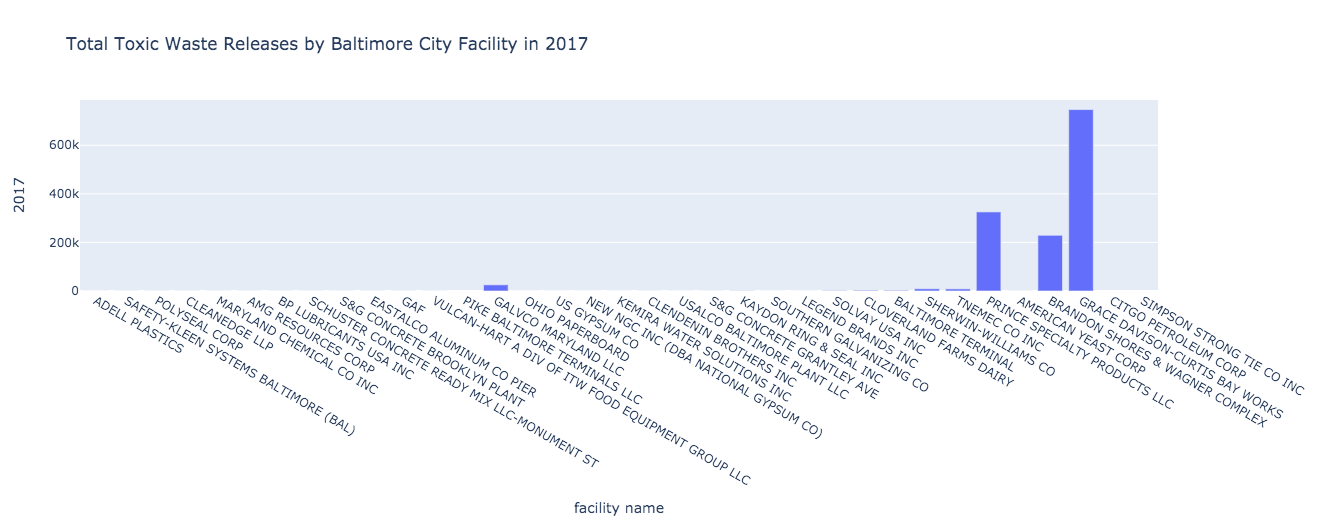 Total Toxic Waste Releases by Baltimore City Facility in 2017
2017
600k
400k
200k
0
ADELL PLASTICS
SAFETY-KLEEN SYSTEMS BALTIMORE (BAL)
POLYSEAL CORP
CLEANEDGE LLP
MARYLAND CHEMICAL CO INC
AMG RESOURCES CORP
BP LUBRICANTS USA INC
SCHUSTER CONCRETE READY MIX LLC-MONUMENT ST
S&G CONCRETE BROOKLYN PLANT
EASTALCO ALUMINUM CO PIER
GAF
VULCAN-HART A DIV OF ITW FOOD EQUIPMENT GROUP LLC
PIKE BALTIMORE TERMINALS LLC
GALVCO MARYLAND LLC
OHIO PAPERBOARD
US GYPSUM CO
NEW NGC INC (DBA NATIONAL GYPSUM CO)
KEMIRA WATER SOLUTIONS INC
CLENDENIN BROTHERS INC
USALCO BALTIMORE PLANT LLC
S&G CONCRETE GRANTLEY AVE
KAYDON RING & SEAL INC
SOUTHERN GALVANIZING CO
LEGEND BRANDS INC
SOLVAY USA INC
CLOVERLAND FARMS DAIRY
BALTIMORE TERMINAL
SHERWIN-WILLIAMS CO
TNEMEC CO INC
PRINCE SPECIALTY PRODUCTS LLC
AMERICAN YEAST CORP
BRANDON SHORES & WAGNER COMPLEX
GRACE DAVISON-CURTIS BAY WORKS
CITGO PETROLEUM CORP
SIMPSON STRONG TIE CO INC
facility name